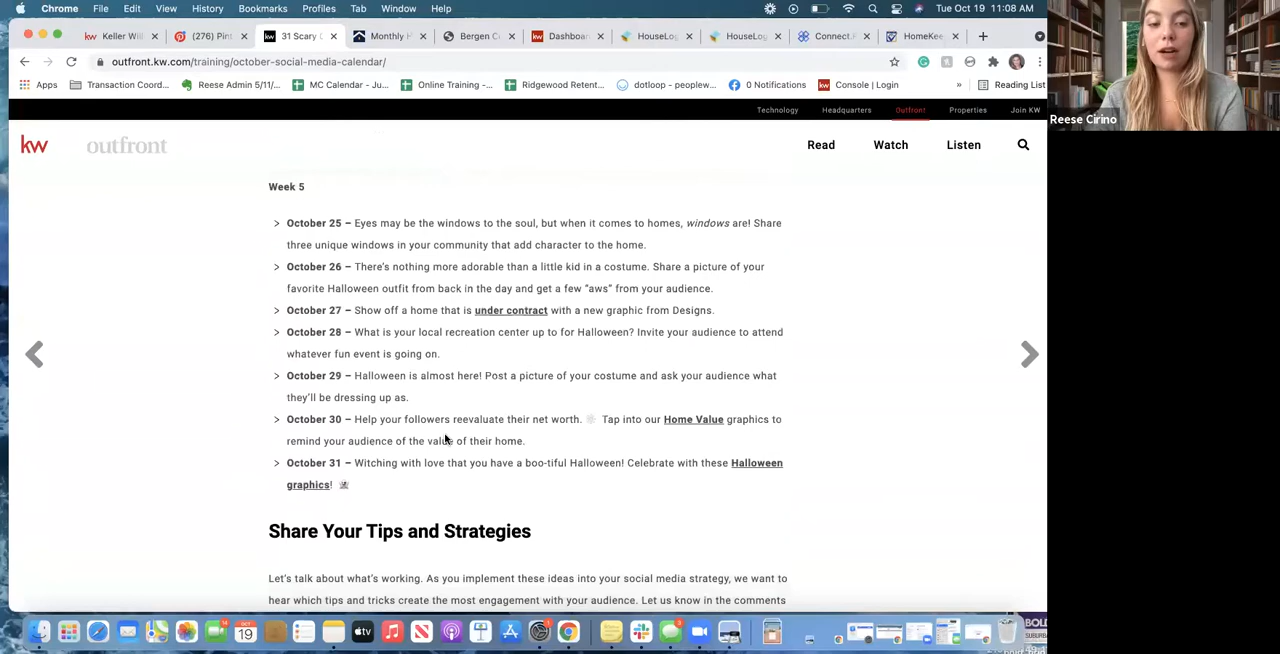 Chrome File Edit View History Bookmarks Profiles Tab Window Help Tue Oct 19 11:08 AM
Keller Wil (276) Pin 31 Scary Monthly H Bergen C Dashboar HouseLog HouseLog Connect. HomeKee
outfront.kw.com/training/october-social-media-calendar/
Apps Transaction Coord... Reese Admin 5/11/... MC Calendar - Ju... Online Training -... Ridgewood Retent... dotloop - peoplew... 0 Notifications Console | Login » Reading List
Reese Cirino
Technology Headquarters Outfront Properties Join KW
kw outfront Read Watch Listen
Week 5
> October 25 – Eyes may be the windows to the soul, but when it comes to homes, windows are! Share
three unique windows in your community that add character to the home.
> October 26 – There's nothing more adorable than a little kid in a costume. Share a picture of your
favorite Halloween outfit from back in the day and get a few "aws" from your audience.
> October 27 – Show off a home that is under contract with a new graphic from Designs.
> October 28 – What is your local recreation center up to for Halloween? Invite your audience to attend
whatever fun event is going on.
> October 29 – Halloween is almost here! Post a picture of your costume and ask your audience what
they'll be dressing up as.
> October 30 – Help your followers reevaluate their net worth. Tap into our Home Value graphics to
remind your audience of the value of their home.
> October 31 – Witching with love that you have a boo-tiful Halloween! Celebrate with these Halloween
graphics!
Share Your Tips and Strategies
Let's talk about what's working. As you implement these ideas into your social media strategy, we want to
hear which tips and tricks create the most engagement with your audience. Let us know in the comments
19
tv
BOLD